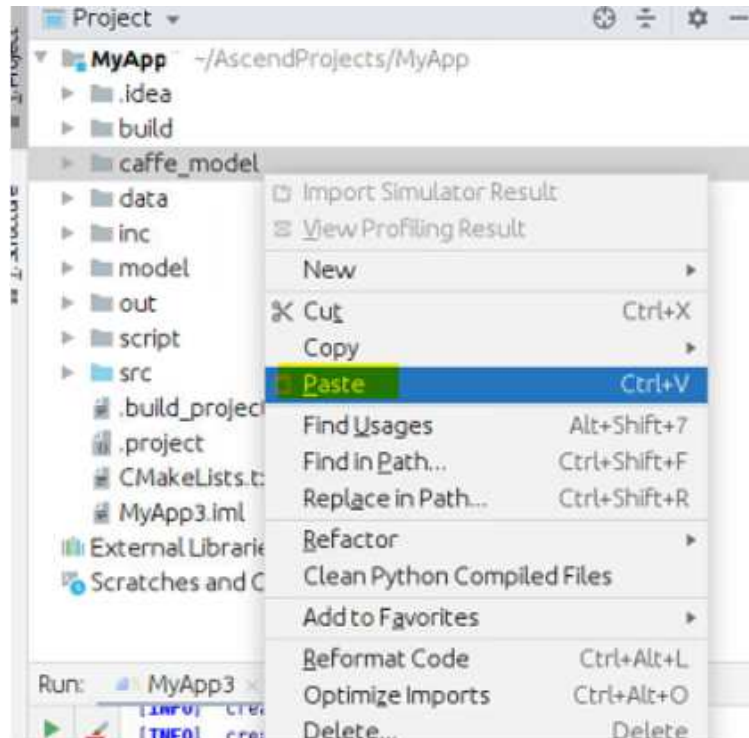 Project
MyApp ~/AscendProjects/MyApp
.idea
build
caffe_model
data
inc
model
out
script
src
.build_project
.project
CMakeLists.t
MyApp3.iml
External Librarie
Scratches and C
Import Simulator Result
View Profiling Result
New
Cut Ctrl+X
Copy
Paste Ctrl+V
Find Usages Alt+Shift+7
Find in Path... Ctrl+Shift+F
Replace in Path... Ctrl+Shift+R
Refactor
Clean Python Compiled Files
Add to Favorites
Reformat Code Ctrl+Alt+L
Optimize Imports Ctrl+Alt+O
Delete... Delete
Run: MyApp3
[INFO] crea
[INFO] crea